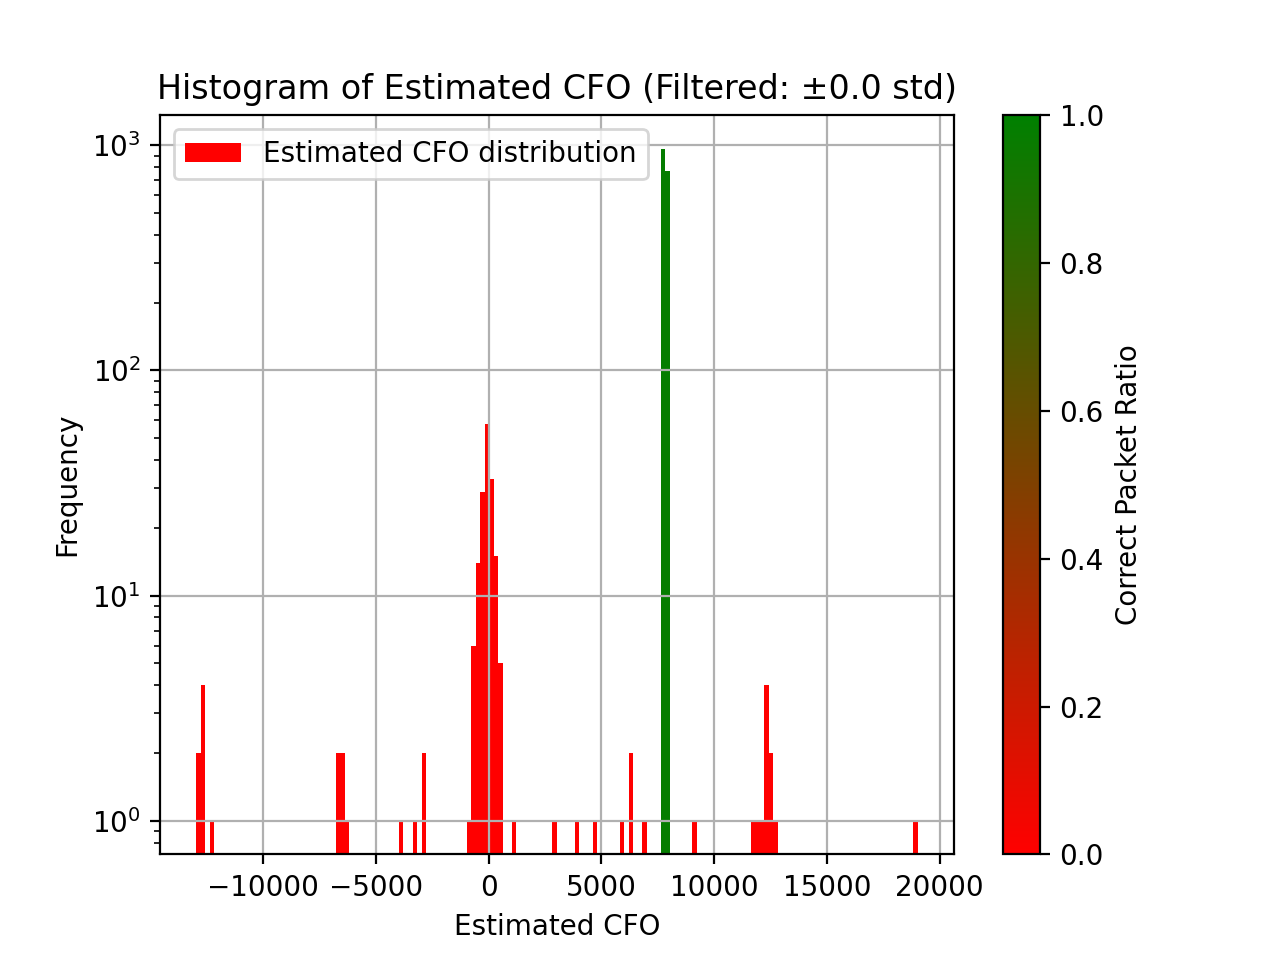 Histogram of Estimated CFO (Filtered: ±0.0 std)
Estimated CFO distribution
10³
10²
10¹
10⁰
Frequency
−10000 −5000 0 5000 10000 15000 20000
Estimated CFO
1.0
0.8
0.6
0.4
0.2
0.0
Correct Packet Ratio